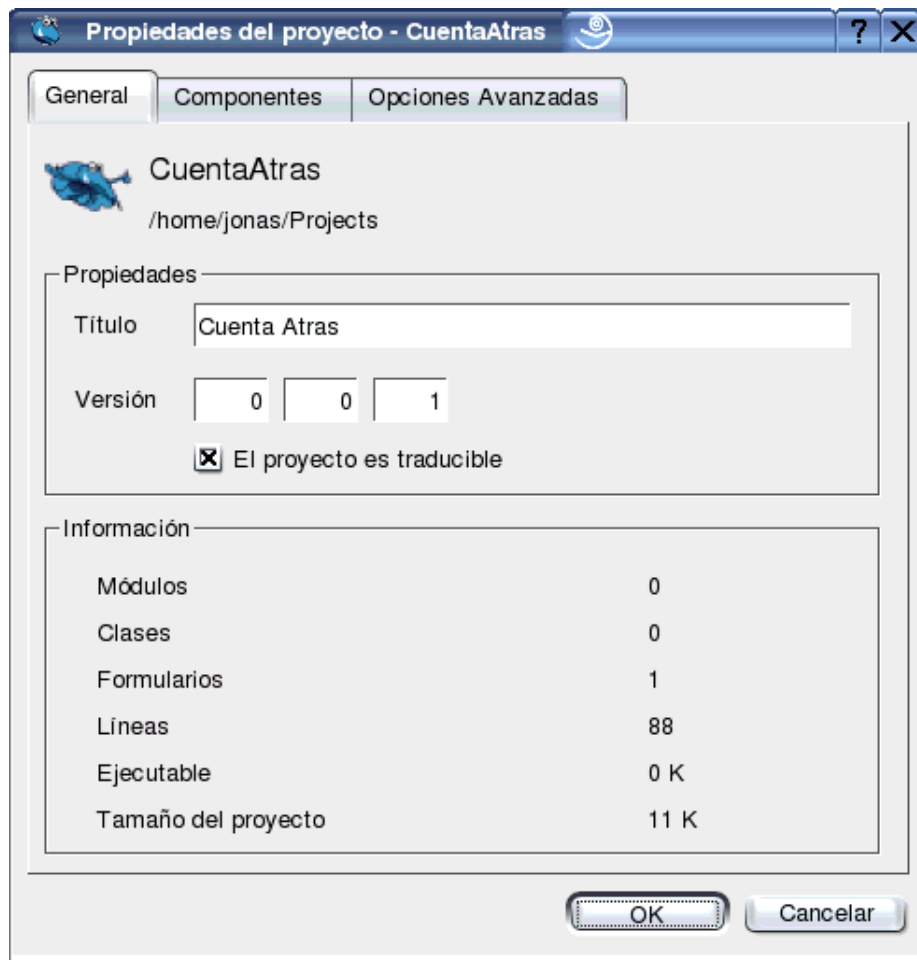 Propiedades del proyecto - CuentaAtras ?
General Componentes Opciones Avanzadas
CuentaAtras
/home/jonas/Projects
Propiedades
Título Cuenta Atras
Versión 0 0 1
El proyecto es traducible
Información
Módulos 0
Clases 0
Formularios 1
Líneas 88
Ejecutable 0 K
Tamaño del proyecto 11 K
OK Cancelar